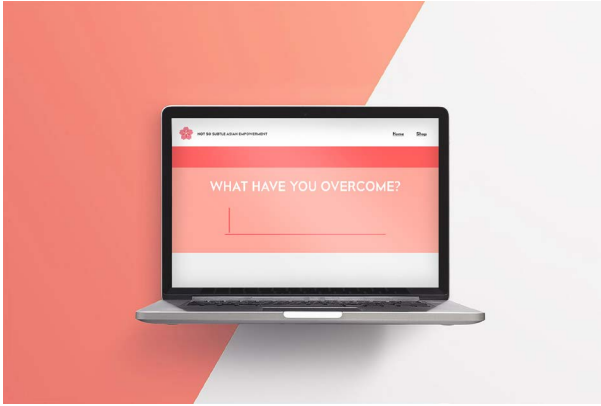 NOT SO SUBTLE ASIAN EMPOWERMENT
Home
Shop
WHAT HAVE YOU OVERCOME?